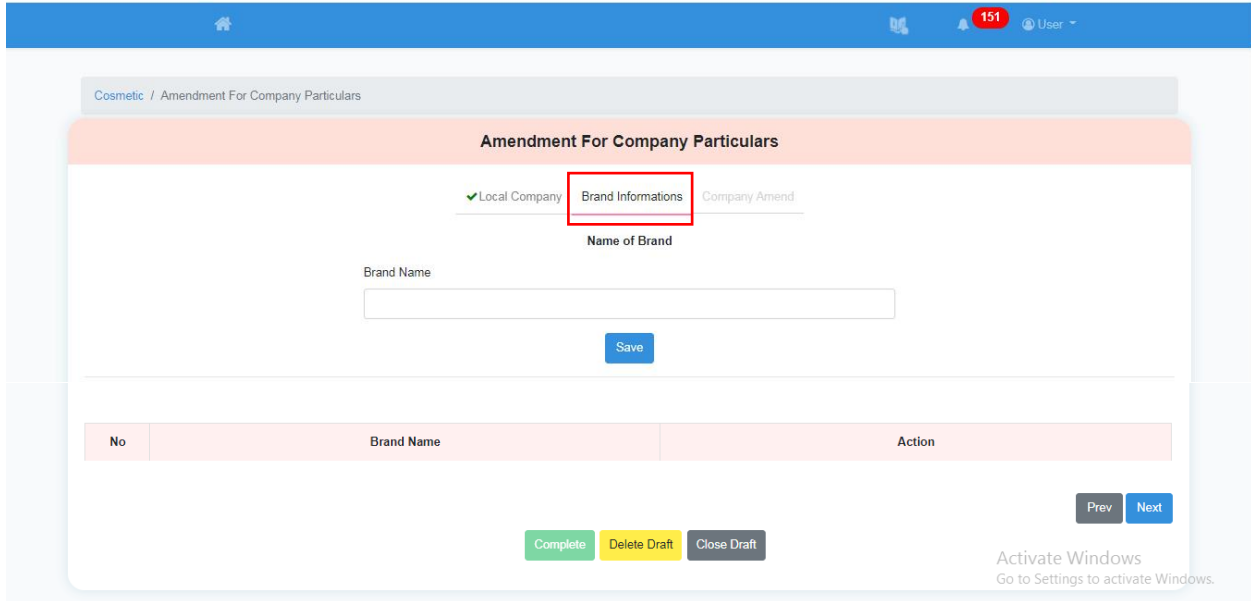 151 User
Cosmetic / Amendment For Company Particulars
Amendment For Company Particulars
Local Company Brand Informations Company Amend
Name of Brand
Brand Name
Save
No Brand Name Action
Prev Next
Complete Delete Draft Close Draft
Activate Windows
Go to Settings to activate Windows.